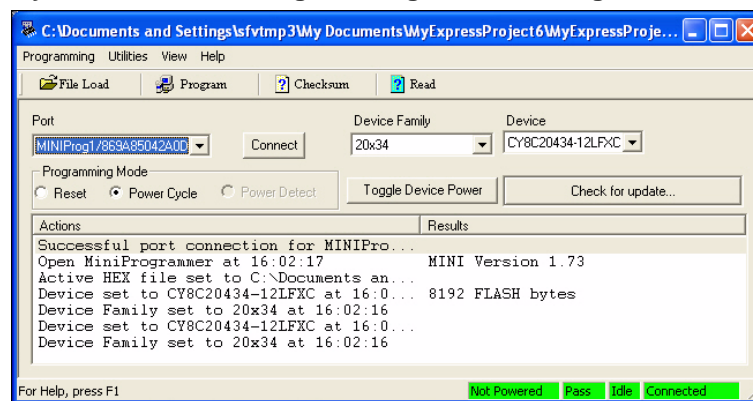 C:\Documents and Settings\sfvtmp3\My Documents\MyExpressProject6\MyExpressProje...
Programming Utilities View Help
File Load Program Checksum Read
Port Device Family Device
MINIProg1/869A85042A0D Connect 20x34 CY8C20434-12LFXC
Programming Mode
Reset Power Cycle Power Detect Toggle Device Power Check for update...
Actions Results
Successful port connection for MINIPro...
Open MiniProgrammer at 16:02:17 MINI Version 1.73
Active HEX file set to C:\Documents an...
Device set to CY8C20434-12LFXC at 16:0... 8192 FLASH bytes
Device Family set to 20x34 at 16:02:16
Device set to CY8C20434-12LFXC at 16:0...
Device Family set to 20x34 at 16:02:16
For Help, press F1 Not Powered Pass Idle Connected